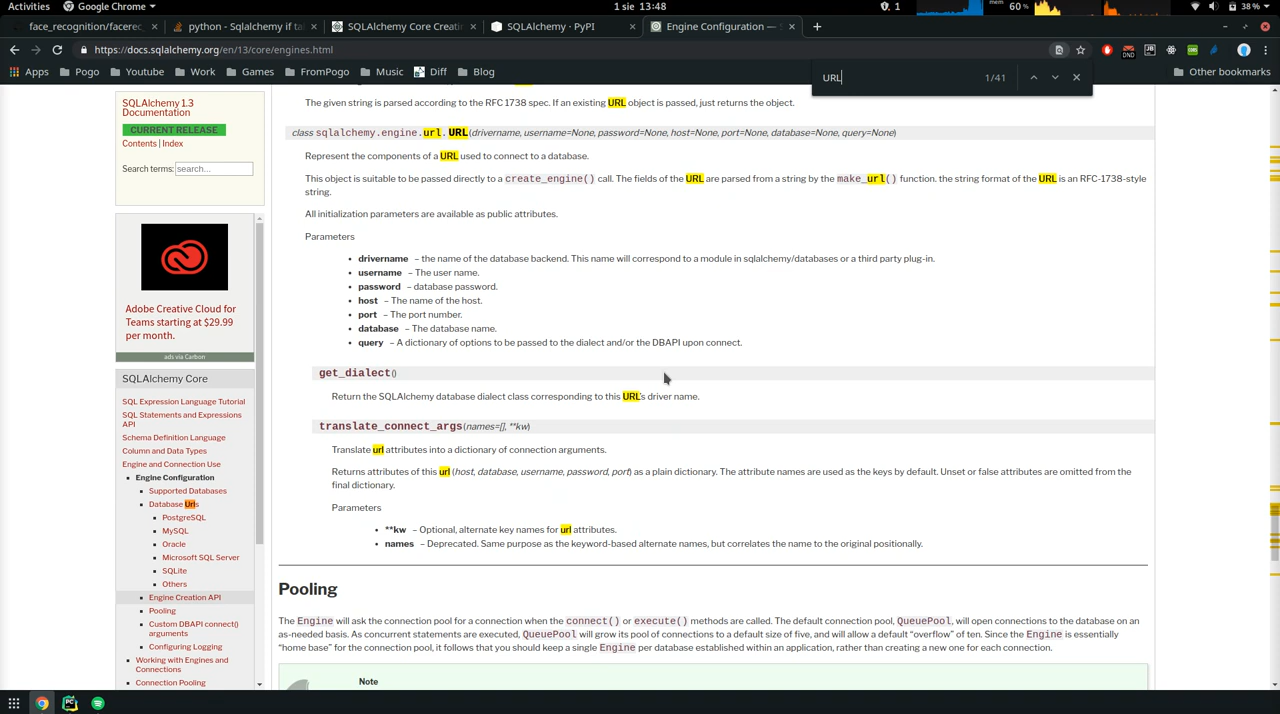 Activities
Google Chrome
1 sie 13:48
1
mem
60 %
38 %
face_recognition/facerec
python - Sqlalchemy if ta
SQLAlchemy Core Creatin
SQLAlchemy · PyPI
Engine Configuration —
https://docs.sqlalchemy.org/en/13/core/engines.html
DND
Apps
Pogo
Youtube
Work
Games
FromPogo
Music
Diff
Blog
Other bookmarks
URL
1/41
SQLAlchemy 1.3
Documentation
CURRENT RELEASE
Contents | Index
Search terms: search...
Adobe Creative Cloud for
Teams starting at $29.99
per month.
ads via Carbon
SQLAlchemy Core
SQL Expression Language Tutorial
SQL Statements and Expressions
API
Schema Definition Language
Column and Data Types
Engine and Connection Use
Engine Configuration
Supported Databases
Database Urls
PostgreSQL
MySQL
Oracle
Microsoft SQL Server
SQLite
Others
Engine Creation API
Pooling
Custom DBAPI connect()
arguments
Configuring Logging
Working with Engines and
Connections
Connection Pooling
The given string is parsed according to the RFC 1738 spec. If an existing URL object is passed, just returns the object.
class sqlalchemy.engine.url.URL(drivername, username=None, password=None, host=None, port=None, database=None, query=None)
Represent the components of a URL used to connect to a database.
This object is suitable to be passed directly to a create_engine() call. The fields of the URL are parsed from a string by the make_url() function. the string format of the URL is an RFC-1738-style
string.
All initialization parameters are available as public attributes.
Parameters
drivername – the name of the database backend. This name will correspond to a module in sqlalchemy/databases or a third party plug-in.
username – The user name.
password – database password.
host – The name of the host.
port – The port number.
database – The database name.
query – A dictionary of options to be passed to the dialect and/or the DBAPI upon connect.
get_dialect()
Return the SQLAlchemy database dialect class corresponding to this URL's driver name.
translate_connect_args(names=[], **kw)
Translate url attributes into a dictionary of connection arguments.
Returns attributes of this url (host, database, username, password, port) as a plain dictionary. The attribute names are used as the keys by default. Unset or false attributes are omitted from the
final dictionary.
Parameters
**kw – Optional, alternate key names for url attributes.
names – Deprecated. Same purpose as the keyword-based alternate names, but correlates the name to the original positionally.
Pooling
The Engine will ask the connection pool for a connection when the connect() or execute() methods are called. The default connection pool, QueuePool, will open connections to the database on an
as-needed basis. As concurrent statements are executed, QueuePool will grow its pool of connections to a default size of five, and will allow a default “overflow” of ten. Since the Engine is essentially
“home base” for the connection pool, it follows that you should keep a single Engine per database established within an application, rather than creating a new one for each connection.
Note